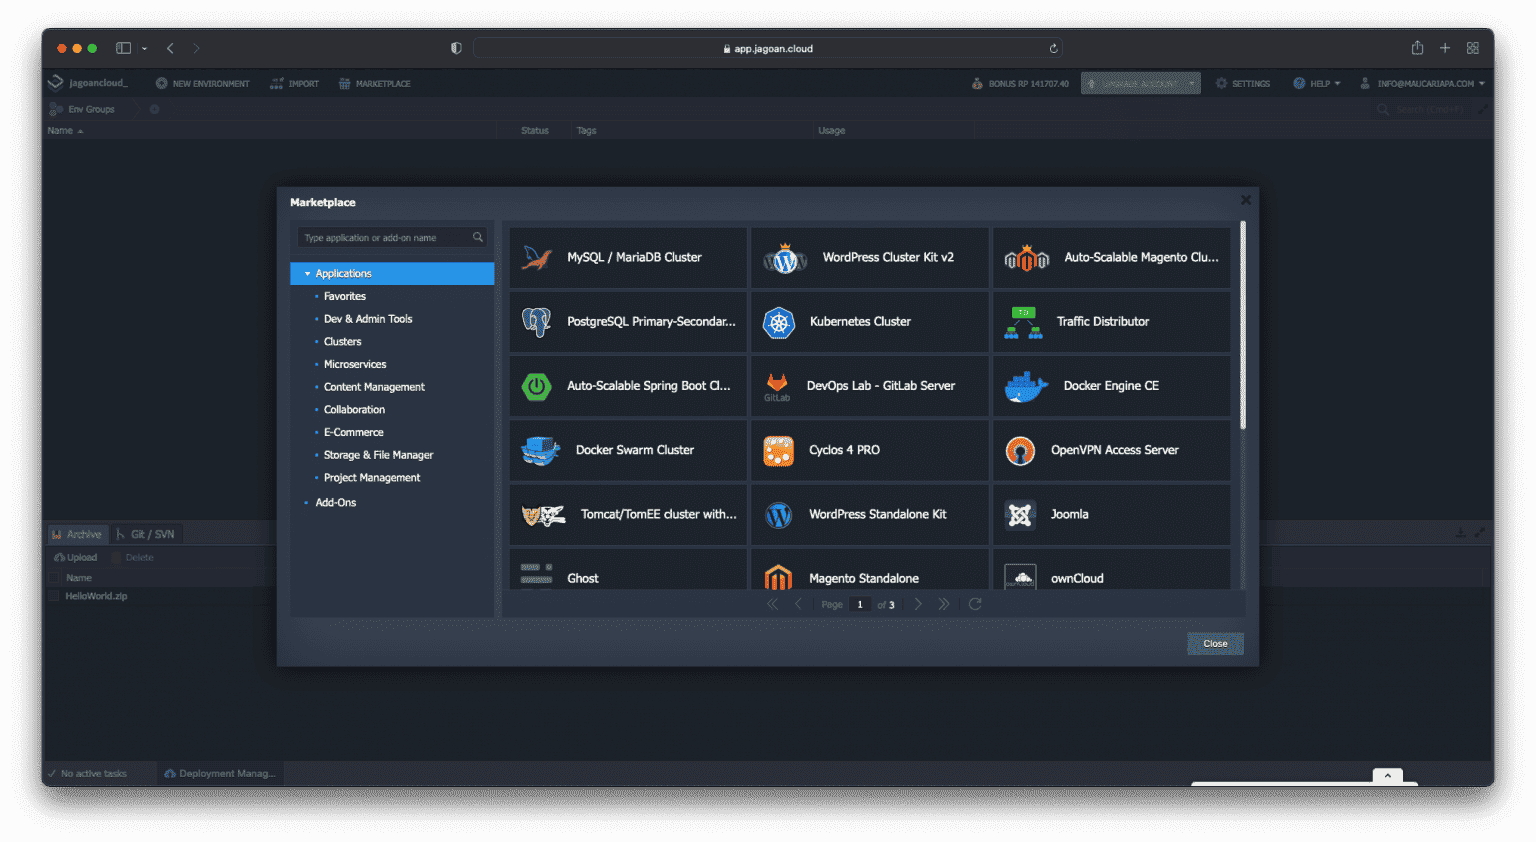 app.jagoan.cloud
jagoancloud_ NEW ENVIRONMENT IMPORT MARKETPLACE BONUS RP 141707.40 UPGRADE ACCOUNT SETTINGS HELP INFO@MAUCARIAPA.COM
Env Groups Search (Cmd+F)
Name Status Tags Usage
Marketplace
Type application or add-on name
Applications
Favorites
Dev & Admin Tools
Clusters
Microservices
Content Management
Collaboration
E-Commerce
Storage & File Manager
Project Management
Add-Ons
MySQL / MariaDB Cluster WordPress Cluster Kit v2 Auto-Scalable Magento Clu...
PostgreSQL Primary-Secondar... Kubernetes Cluster Traffic Distributor
Auto-Scalable Spring Boot Cl... GitLab DevOps Lab - GitLab Server Docker Engine CE
Docker Swarm Cluster Cyclos 4 PRO OpenVPN Access Server
Tomcat/TomEE cluster with... WordPress Standalone Kit Joomla
Ghost Magento Standalone ownCloud
Page 1 of 3
Close
Archive Git / SVN
Upload Delete
Name
HelloWorld.zip
No active tasks Deployment Manag...